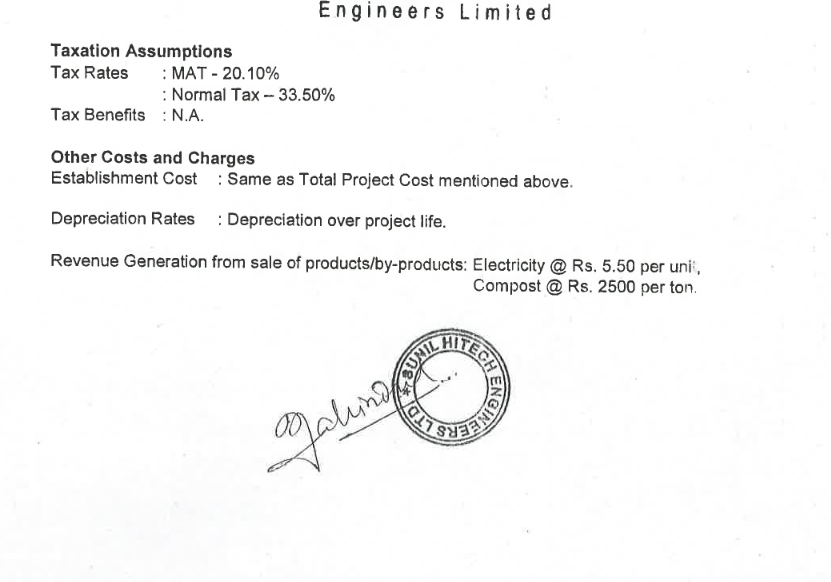 Engineers Limited
Taxation Assumptions
Tax Rates : MAT - 20.10%
: Normal Tax – 33.50%
Tax Benefits : N.A.
Other Costs and Charges
Establishment Cost : Same as Total Project Cost mentioned above.
Depreciation Rates : Depreciation over project life.
Revenue Generation from sale of products/by-products: Electricity @ Rs. 5.50 per unit,
Compost @ Rs. 2500 per ton.
SUNIL HITECH ENGINEERS LTD